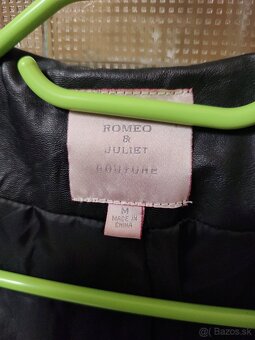 ROMEO
&
JULIET
COUTURE
M
MADE IN
CHINA
© bazos.sk